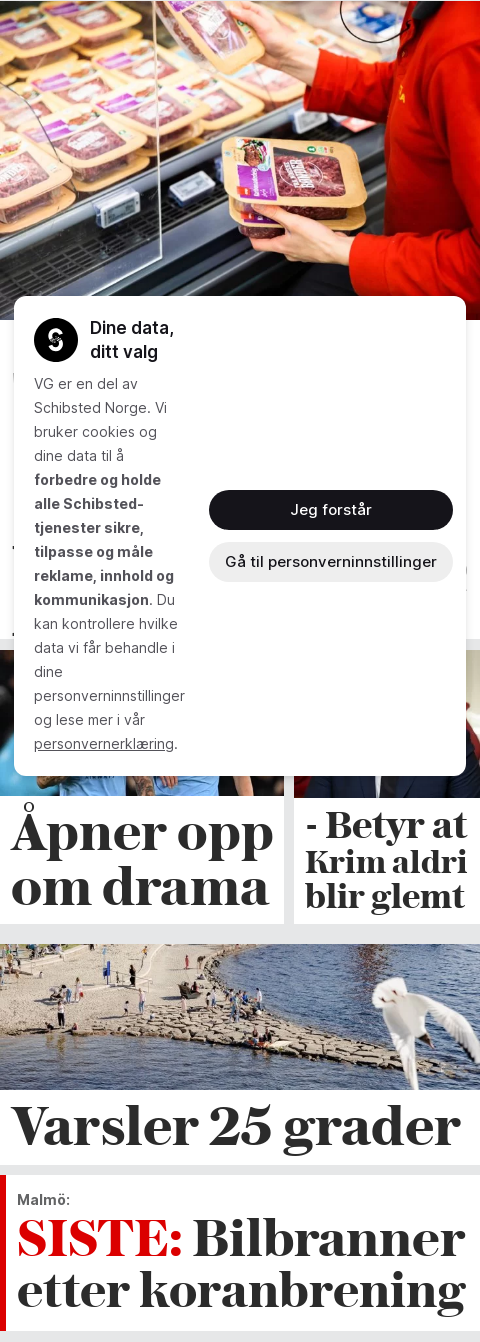 Dine data,
ditt valg
VG er en del av
Schibsted Norge. Vi
bruker cookies og
dine data til å
forbedre og holde
alle Schibsted-
tjenester sikre,
tilpasse og måle
reklame, innhold og
kommunikasjon. Du
kan kontrollere hvilke
data vi får behandle i
dine
personverninnstillinger
og lese mer i vår
personvernerklæring.
Jeg forstår
Gå til personverninnstillinger
Åpner opp
om drama
- Betyr at
Krim aldri
blir glemt
Varsler 25 grader
Malmö:
SISTE: Bilbranner
etter koranbrening